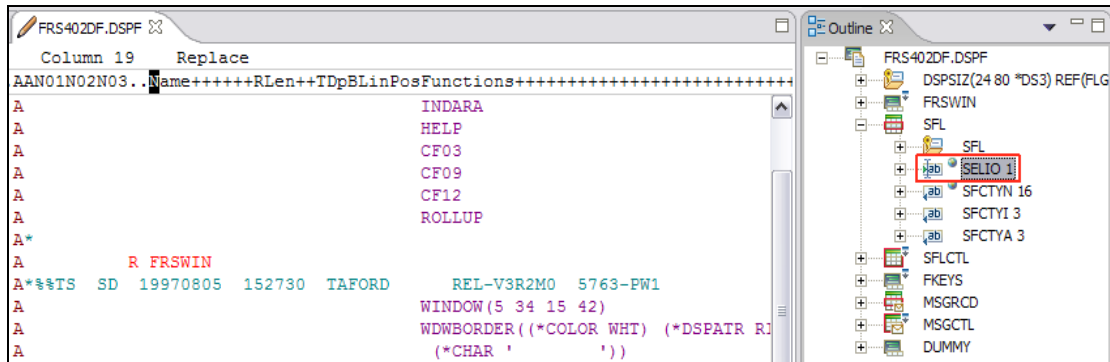 FRS402DF.DSPF
Column 19 Replace
AAN01N02N03..Name++++++RLen++TDpBLinPosFunctions+++++++++++++++++++++++++++
A INDARA
A HELP
A CF03
A CF09
A CF12
A ROLLUP
A*
A R FRSWIN
A*%%TS SD 19970805 152730 TAFORD REL-V3R2M0 5763-PW1
A WINDOW(5 34 15 42)
A WDWBORDER((*COLOR WHT) (*DSPATR RI
A (*CHAR ' '))
Outline
FRS402DF.DSPF
DSPSIZ(24 80 *DS3) REF(FLG
FRSWIN
SFL
SFL
SELIO 1
SFCTYN 16
SFCTYI 3
SFCTYA 3
SFLCTL
FKEYS
MSGRCD
MSGCTL
DUMMY